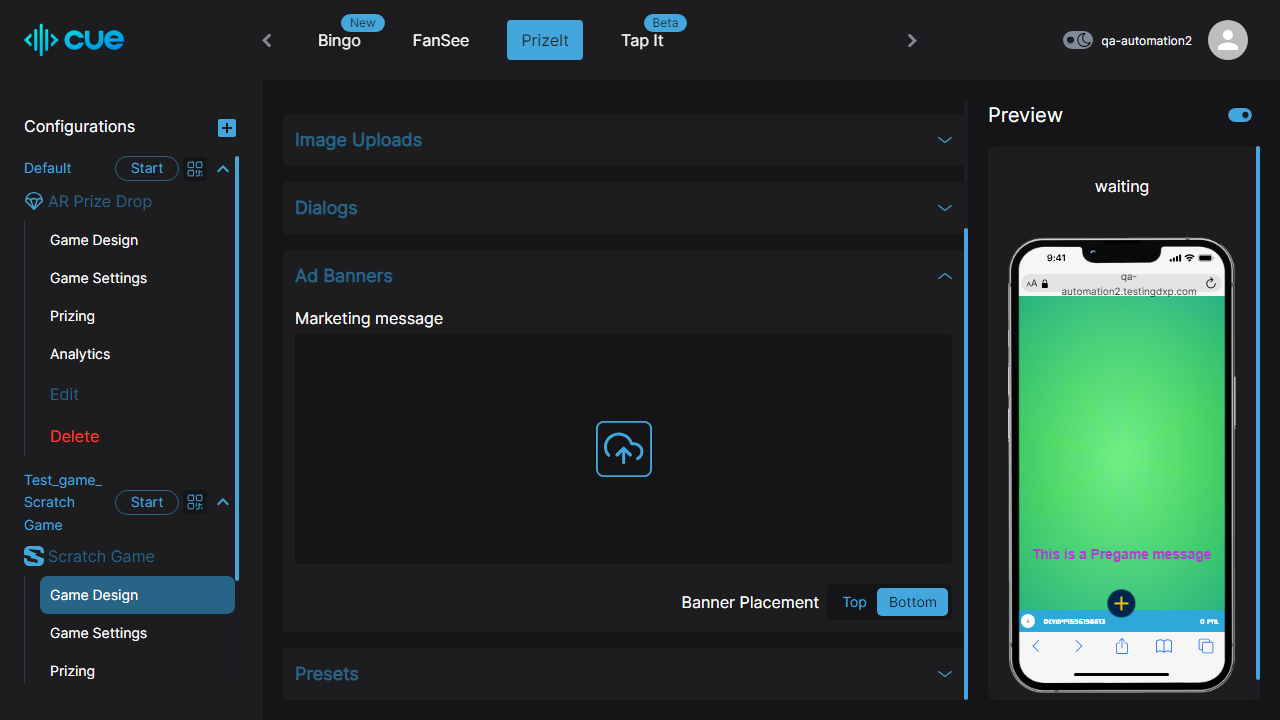 cue
New
Bingo
FanSee
PrizeIt
Beta
Tap It
qa-automation2
Configurations
Default
Start
AR Prize Drop
Game Design
Game Settings
Prizing
Analytics
Edit
Delete
Test_game_
Scratch
Game
Start
Scratch Game
Game Design
Game Settings
Prizing
Image Uploads
Dialogs
Ad Banners
Marketing message
Banner Placement
Top
Bottom
Presets
Preview
waiting
9:41
AA
qa-
automation2.testingdxp.com
This is a Pregame message
0 PTS.